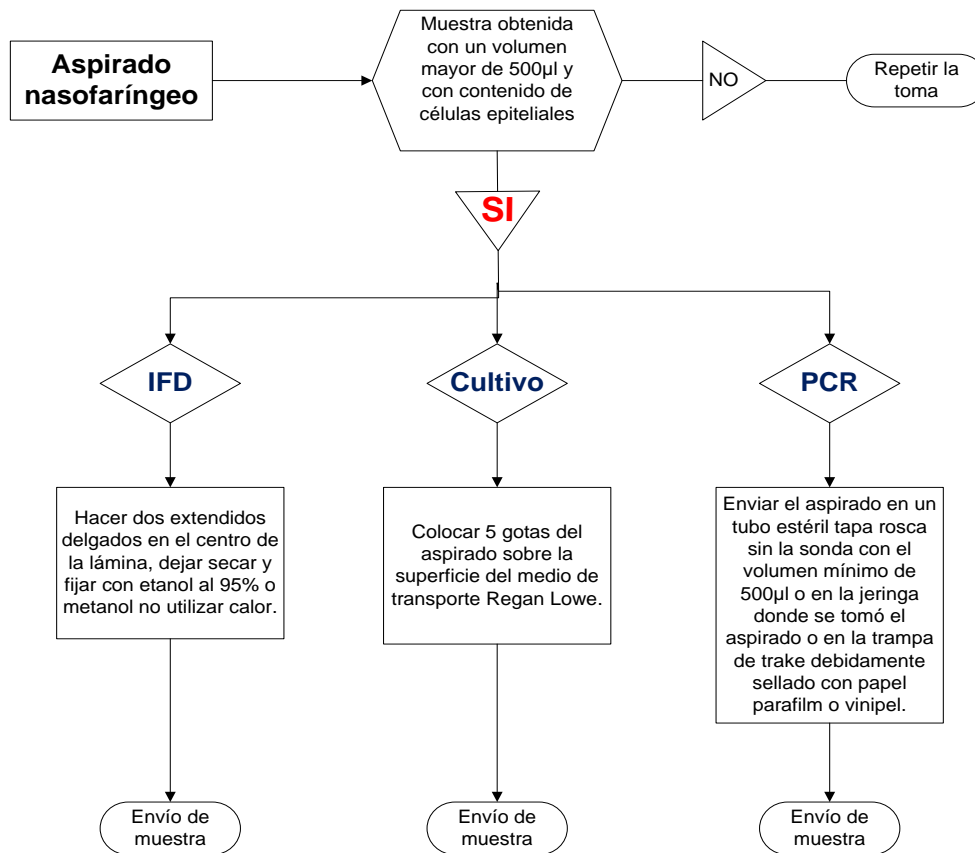 Aspirado
nasofaríngeo
Muestra obtenida
con un volumen
mayor de 500µl y
con contenido de
células epiteliales
NO
Repetir la
toma
SI
IFD
Cultivo
PCR
Hacer dos extendidos
delgados en el centro de
la lámina, dejar secar y
fijar con etanol al 95% o
metanol no utilizar calor.
Colocar 5 gotas del
aspirado sobre la
superficie del medio de
transporte Regan Lowe.
Enviar el aspirado en un
tubo estéril tapa rosca
sin la sonda con el
volumen mínimo de
500µl o en la jeringa
donde se tomó el
aspirado o en la trampa
de trake debidamente
sellado con papel
parafilm o vinipel.
Envío de
muestra
Envío de
muestra
Envío de
muestra